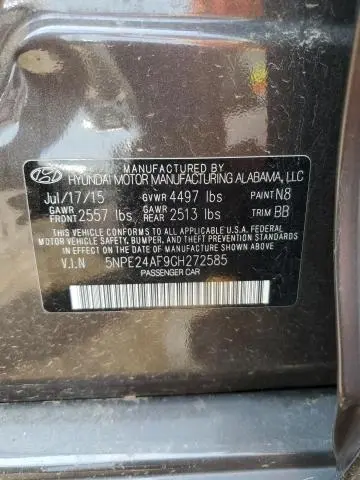 MANUFACTURED BY
HYUNDAI MOTOR MANUFACTURING ALABAMA, LLC
Jul/17/15 GVWR 4497 lbs PAINT N8
GAWR FRONT 2557 lbs GAWR REAR 2513 lbs TRIM BB
THIS VEHICLE CONFORMS TO ALL APPLICABLE U.S.A FEDERAL
MOTOR VEHICLE SAFETY, BUMPER, AND THEFT PREVENTION STANDARDS
IN EFFECT ON THE DATE OF MANUFACTURE SHOWN ABOVE.
V.I.N 5NPE24AF9GH272585
PASSENGER CAR